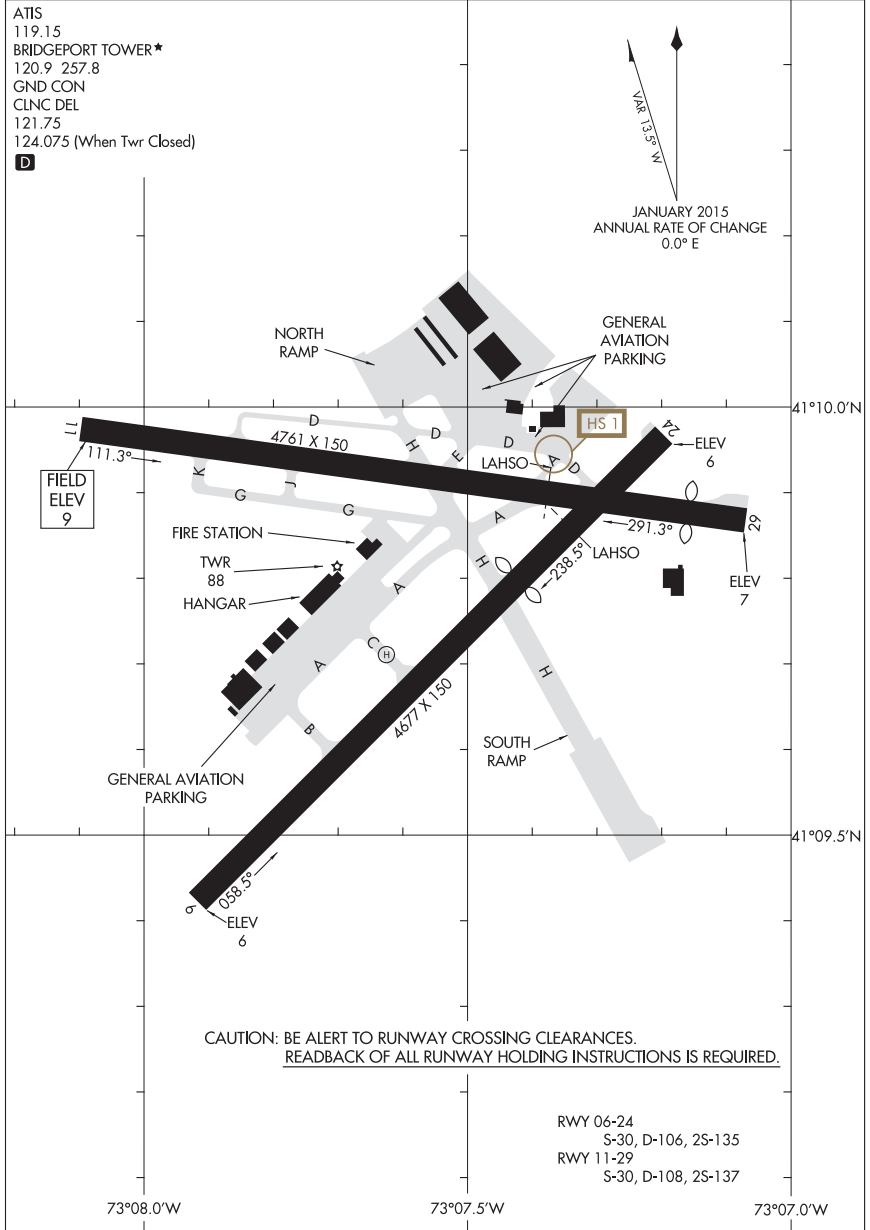 ATIS
119.15
BRIDGEPORT TOWER★
120.9 257.8
GND CON
CLNC DEL
121.75
124.075 (When Twr Closed)
D
VAR 13.5° W
JANUARY 2015
ANNUAL RATE OF CHANGE
0.0° E
NORTH
RAMP
GENERAL
AVIATION
PARKING
41°10.0'N
11
D
4761 X 150
H
D
E
D
HS 1
24
ELEV
6
111.3°
K
J
LAHSO
A
D
FIELD
ELEV
9
G
G
A
291.3°
29
FIRE STATION
H
LAHSO
TWR
88
238.5°
ELEV
7
HANGAR
A
C
H
A
H
4677 X 150
B
SOUTH
RAMP
GENERAL AVIATION
PARKING
41°09.5'N
058.5°
6
ELEV
6
CAUTION: BE ALERT TO RUNWAY CROSSING CLEARANCES.
READBACK OF ALL RUNWAY HOLDING INSTRUCTIONS IS REQUIRED.
RWY 06-24
S-30, D-106, 2S-135
RWY 11-29
S-30, D-108, 2S-137
73°08.0'W
73°07.5'W
73°07.0'W